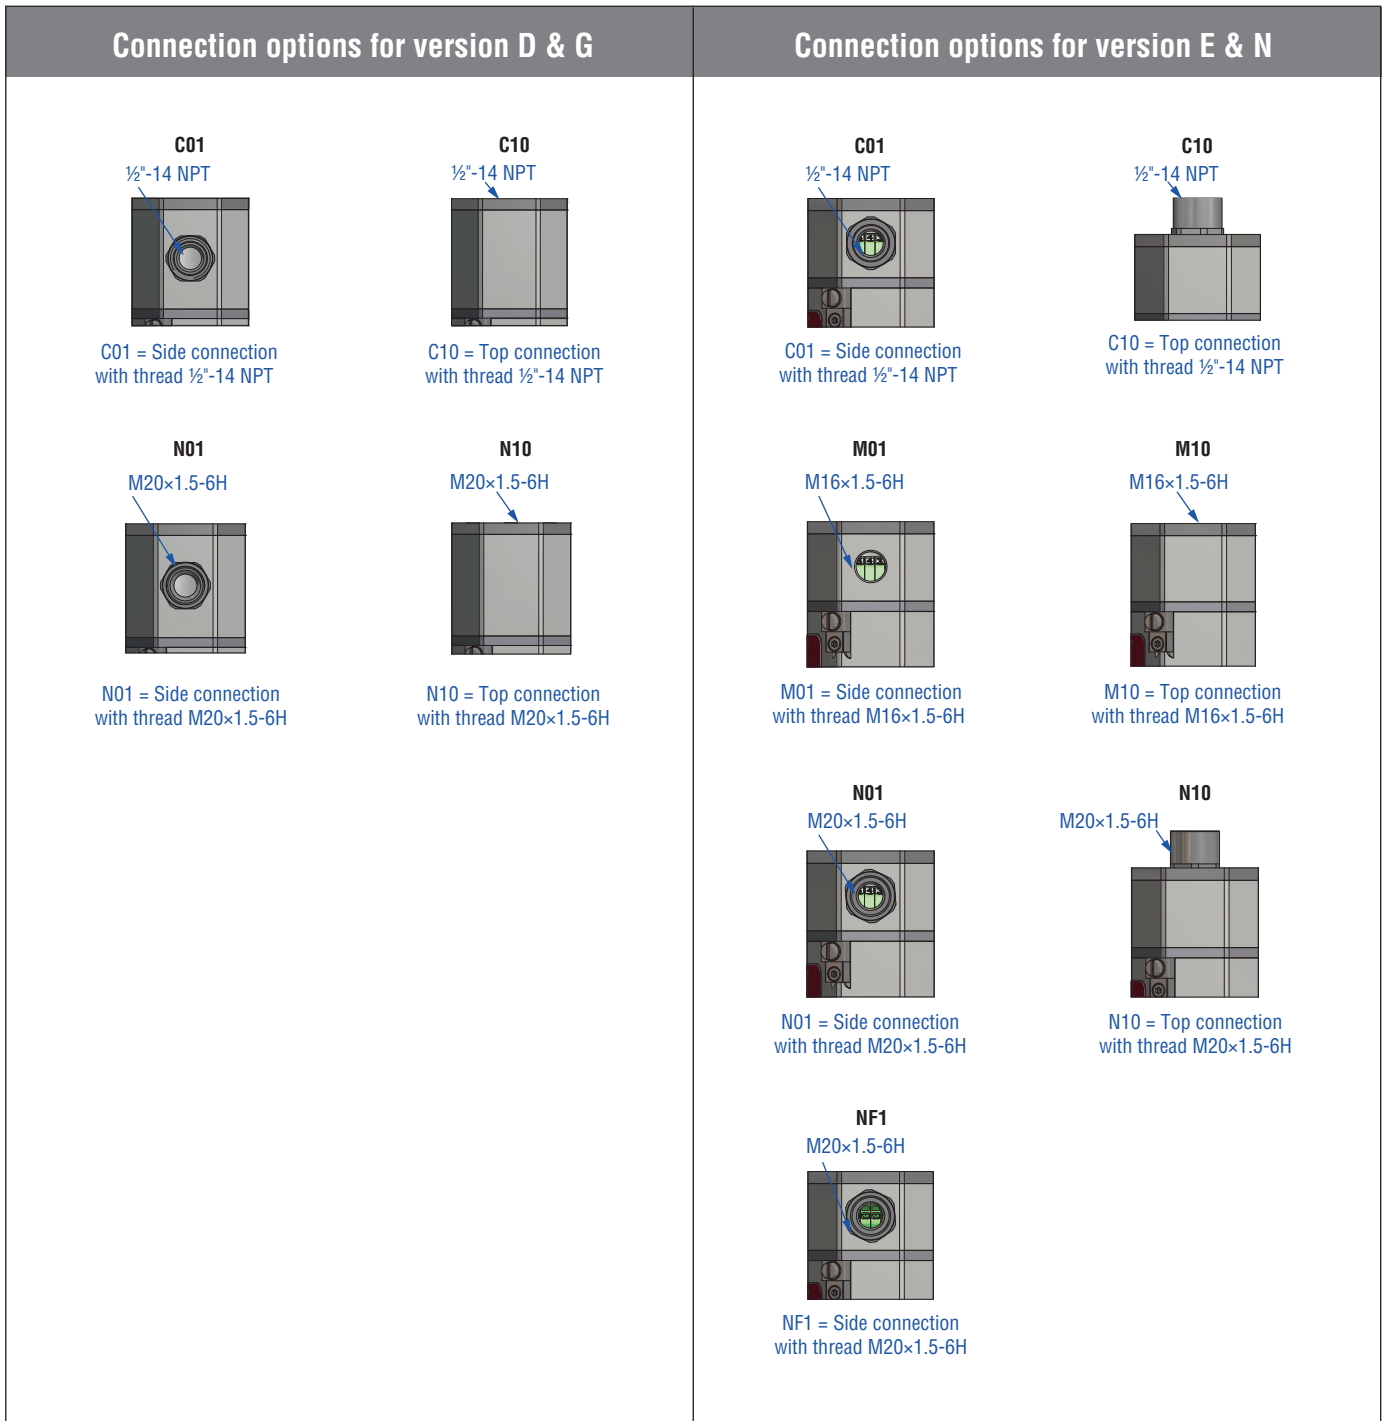 Connection options for version D & G
C01
½"-14 NPT
C01 = Side connection
with thread ½"-14 NPT
C10
½"-14 NPT
C10 = Top connection
with thread ½"-14 NPT
N01
M20×1.5-6H
N01 = Side connection
with thread M20×1.5-6H
N10
M20×1.5-6H
N10 = Top connection
with thread M20×1.5-6H
Connection options for version E & N
C01
½"-14 NPT
C01 = Side connection
with thread ½"-14 NPT
C10
½"-14 NPT
C10 = Top connection
with thread ½"-14 NPT
M01
M16×1.5-6H
M01 = Side connection
with thread M16×1.5-6H
M10
M16×1.5-6H
M10 = Top connection
with thread M16×1.5-6H
N01
M20×1.5-6H
N01 = Side connection
with thread M20×1.5-6H
N10
M20×1.5-6H
N10 = Top connection
with thread M20×1.5-6H
NF1
M20×1.5-6H
NF1 = Side connection
with thread M20×1.5-6H